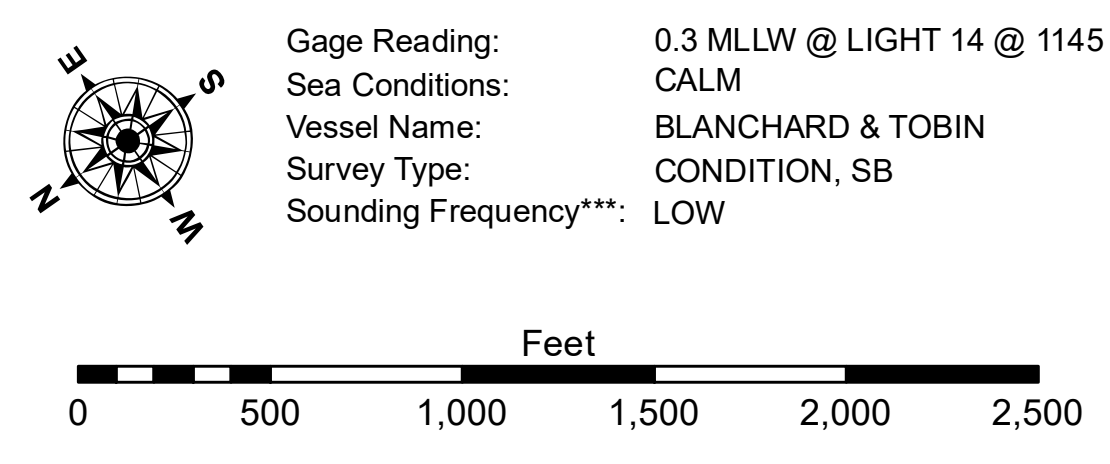 E
S
N
W
Gage Reading: 0.3 MLLW @ LIGHT 14 @ 1145
Sea Conditions: CALM
Vessel Name: BLANCHARD & TOBIN
Survey Type: CONDITION, SB
Sounding Frequency***: LOW
Feet
0 500 1,000 1,500 2,000 2,500